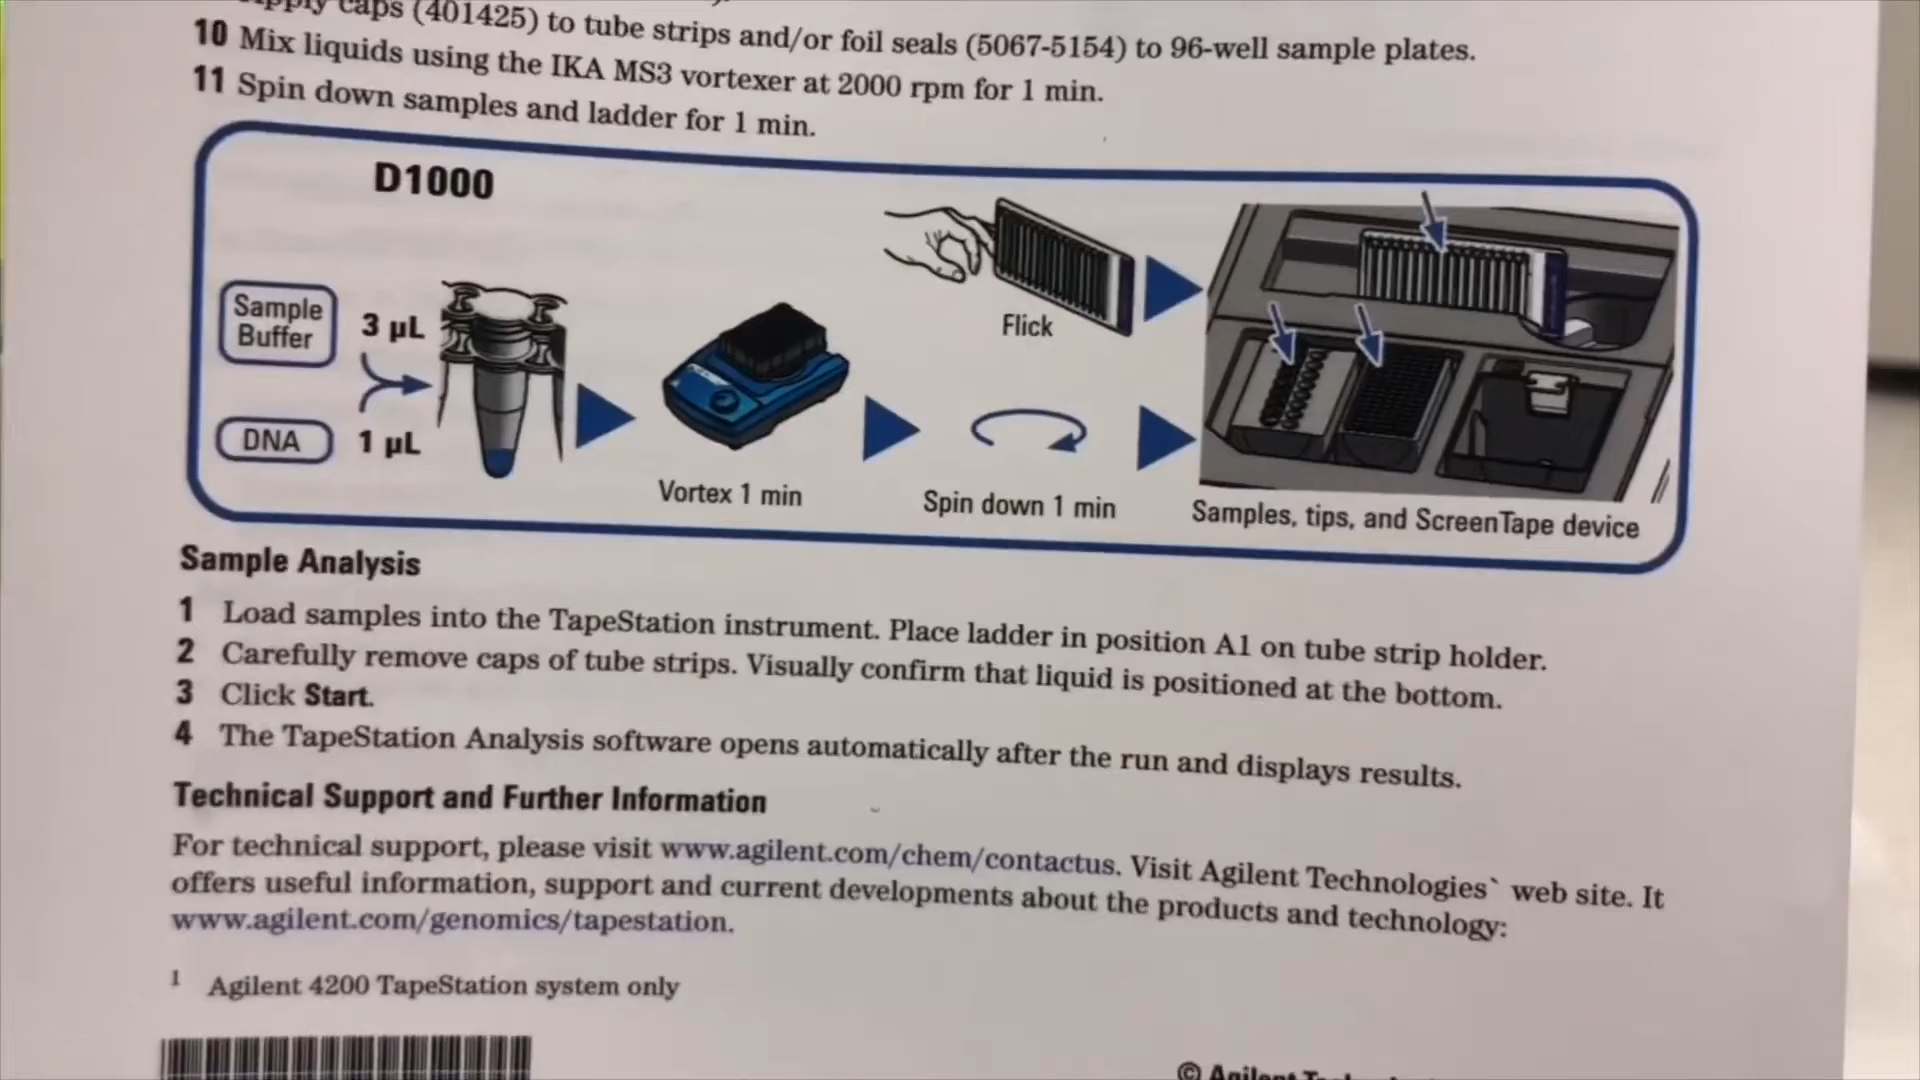 caps (401425) to tube strips and/or foil seals (5067-5154) to 96-well sample plates.
10 Mix liquids using the IKA MS3 vortexer at 2000 rpm for 1 min.
11 Spin down samples and ladder for 1 min.
D1000
Sample
Buffer
3 µL
DNA
1 µL
Flick
Vortex 1 min
Spin down 1 min
Samples, tips, and ScreenTape device
Sample Analysis
1 Load samples into the TapeStation instrument. Place ladder in position A1 on tube strip holder.
2 Carefully remove caps of tube strips. Visually confirm that liquid is positioned at the bottom.
3 Click Start.
4 The TapeStation Analysis software opens automatically after the run and displays results.
Technical Support and Further Information
For technical support, please visit www.agilent.com/chem/contactus. Visit Agilent Technologies` web site. It
offers useful information, support and current developments about the products and technology:
www.agilent.com/genomics/tapestation.
1 Agilent 4200 TapeStation system only
© Agilent